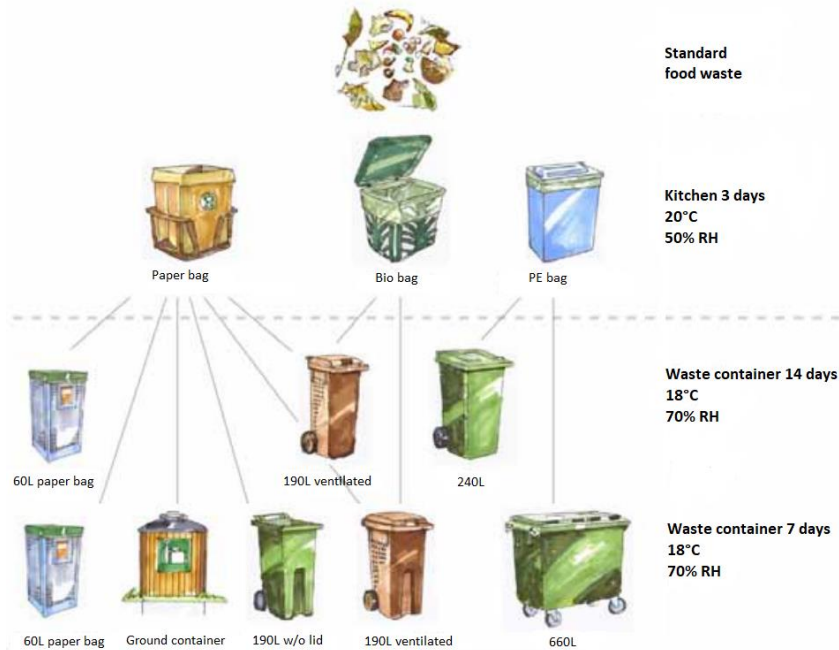 Standard
food waste
Kitchen 3 days
20°C
50% RH
Paper bag
Bio bag
PE bag
Waste container 14 days
18°C
70% RH
60L paper bag
190L ventilated
240L
Waste container 7 days
18°C
70% RH
60L paper bag
Ground container
190L w/o lid
190L ventilated
660L